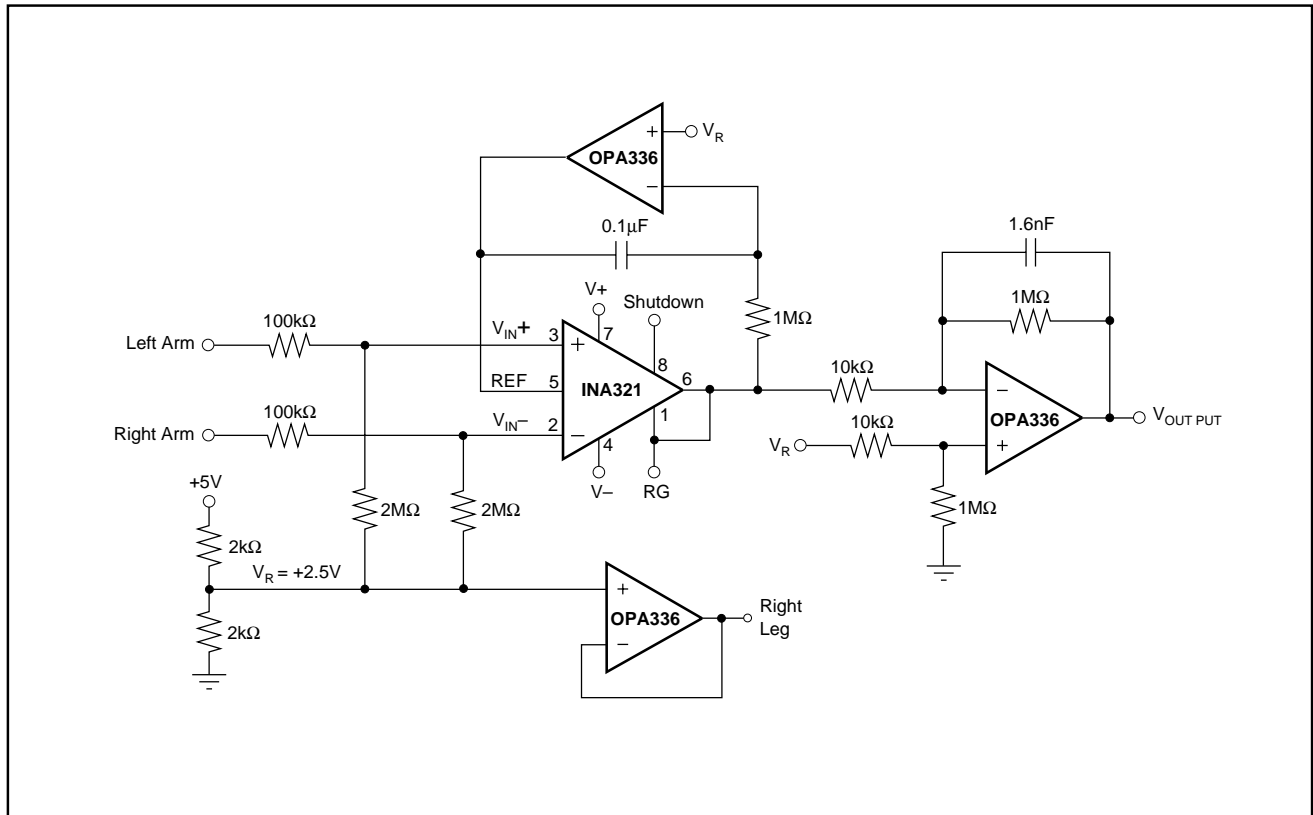 +
V_R
OPA336
−
0.1µF
V+
Shutdown
1MΩ
100kΩ
Left Arm
V_IN+
3
+
7
8
REF
5
INA321
6
100kΩ
Right Arm
V_IN−
2
−
1
4
V−
RG
2MΩ
2MΩ
+5V
2kΩ
V_R = +2.5V
2kΩ
+
OPA336
−
Right
Leg
1.6nF
1MΩ
10kΩ
−
OPA336
+
V_OUT PUT
V_R
10kΩ
1MΩ